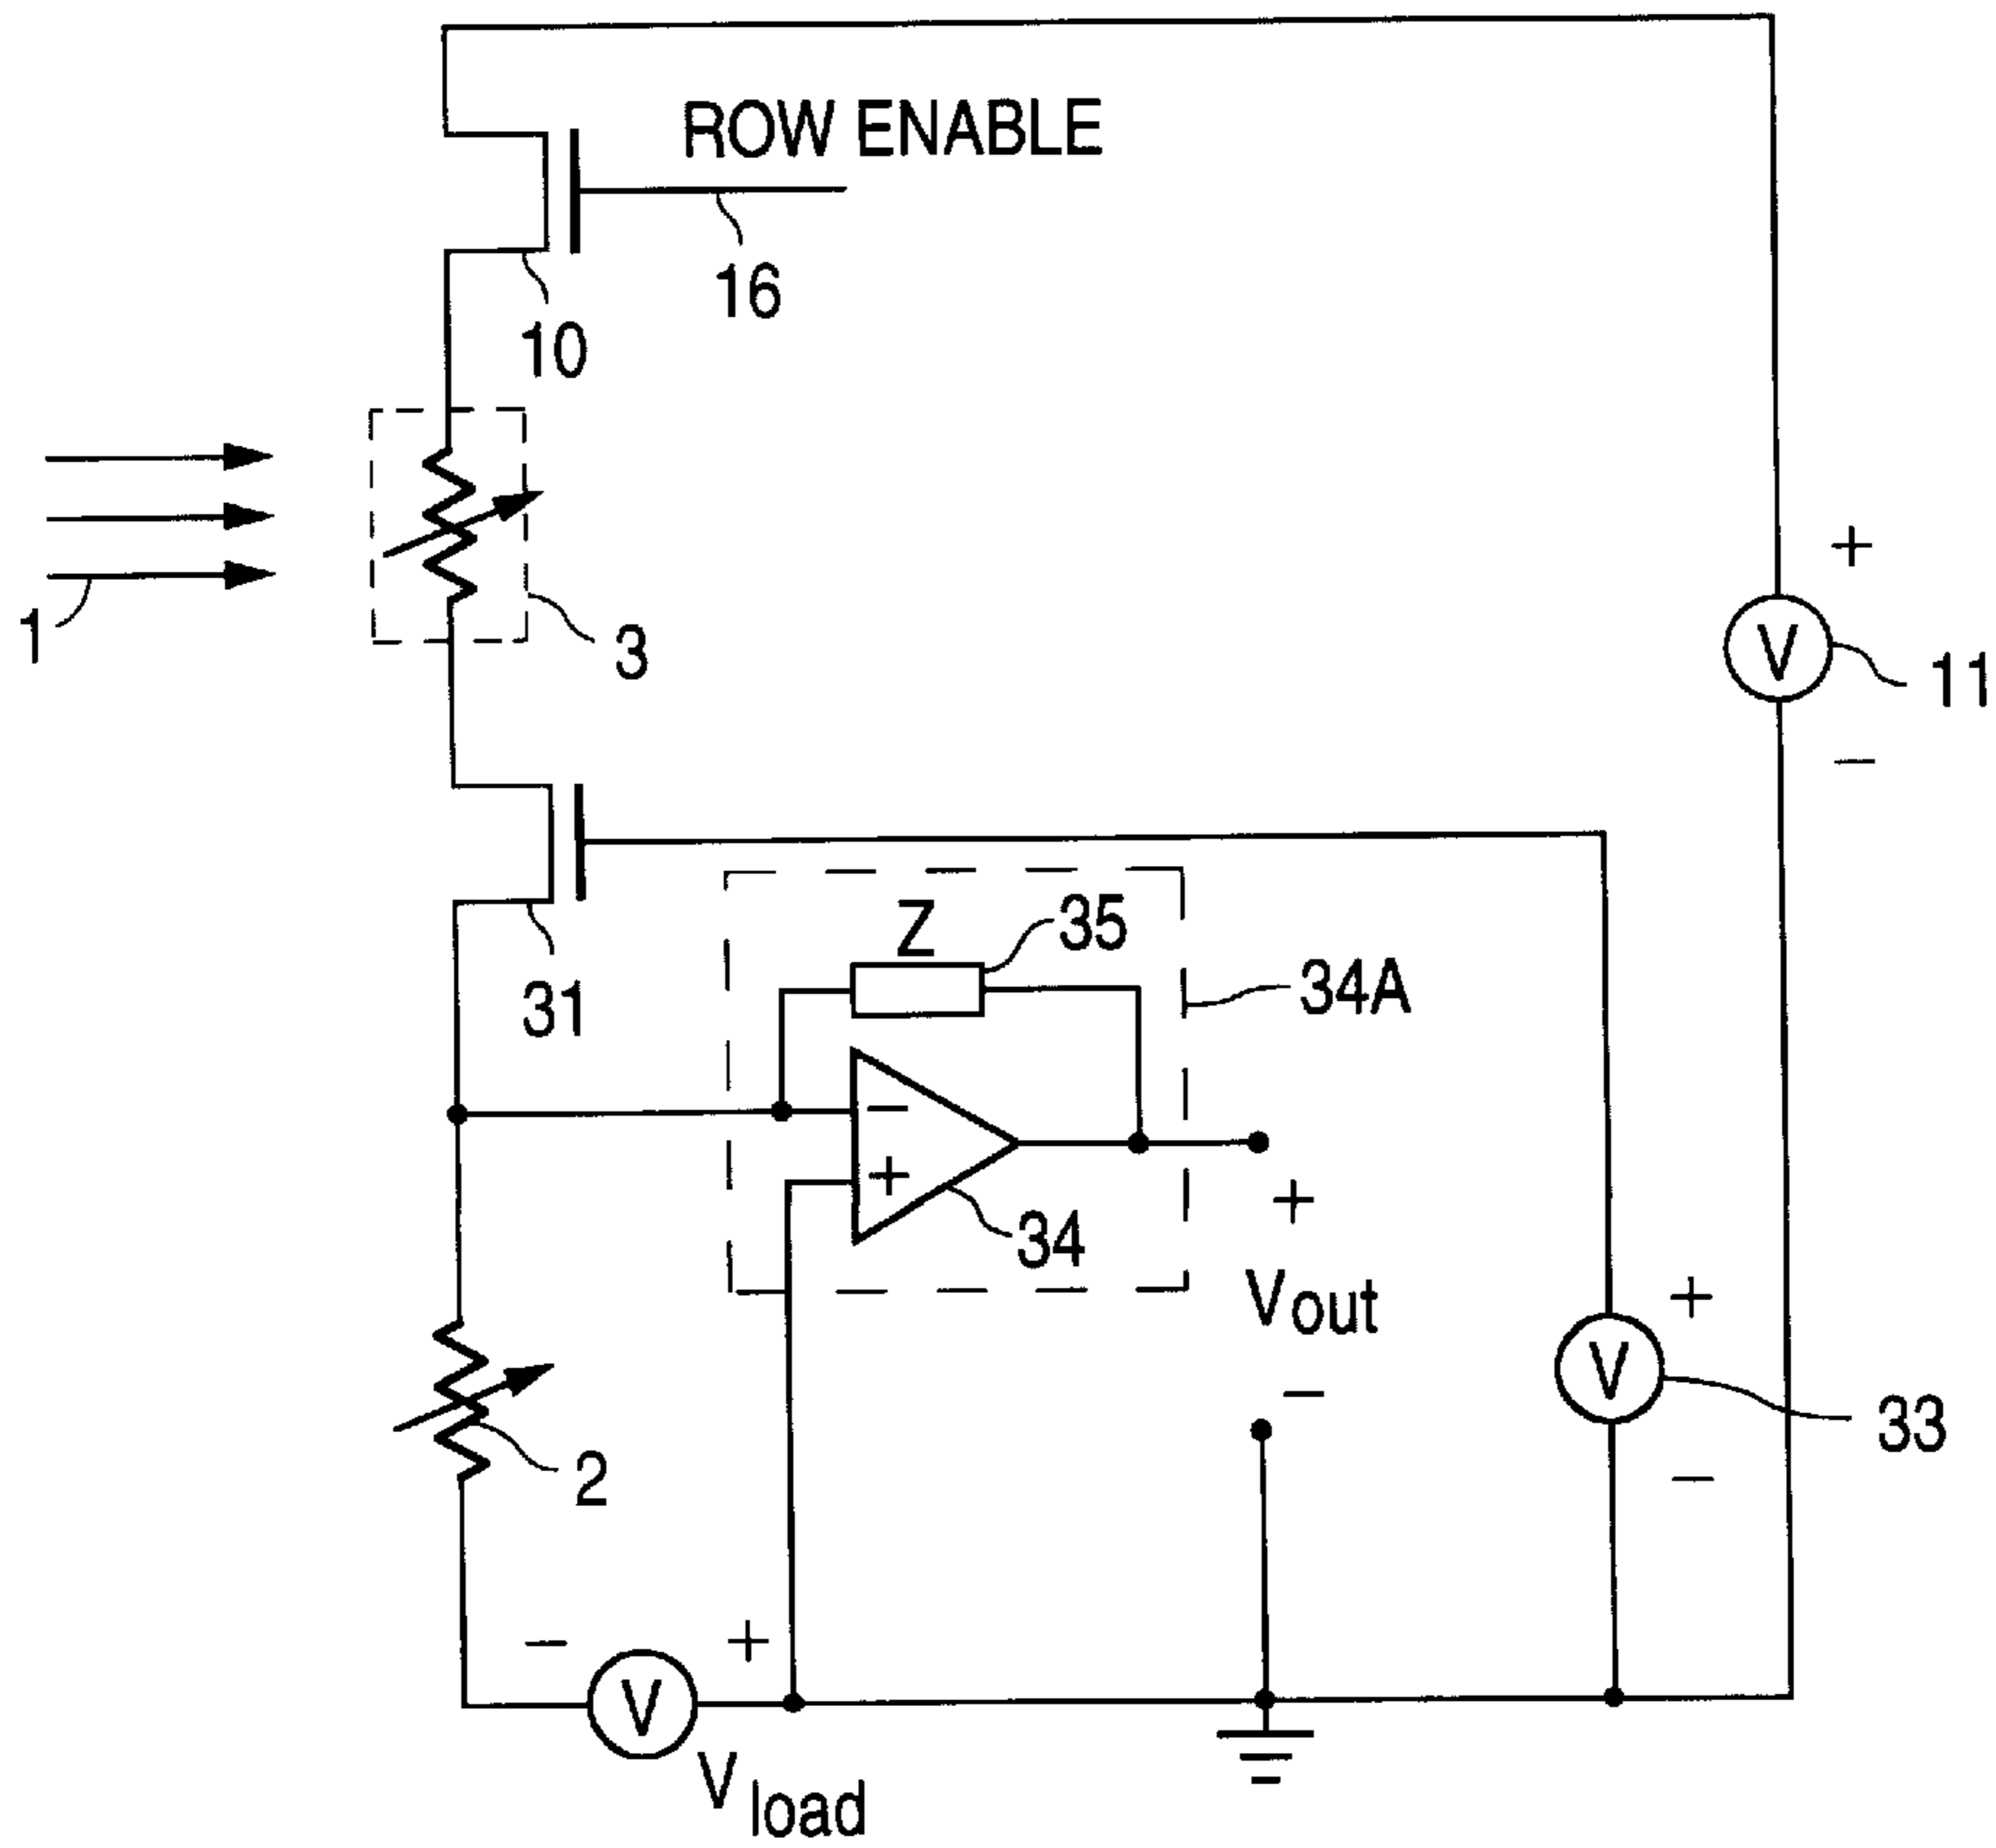 ROW ENABLE
16
10
1
3
+
V
11
−
31
Z
35
34A
−
+
34
+
Vout
−
+
V
33
−
2
−
+
V
Vload